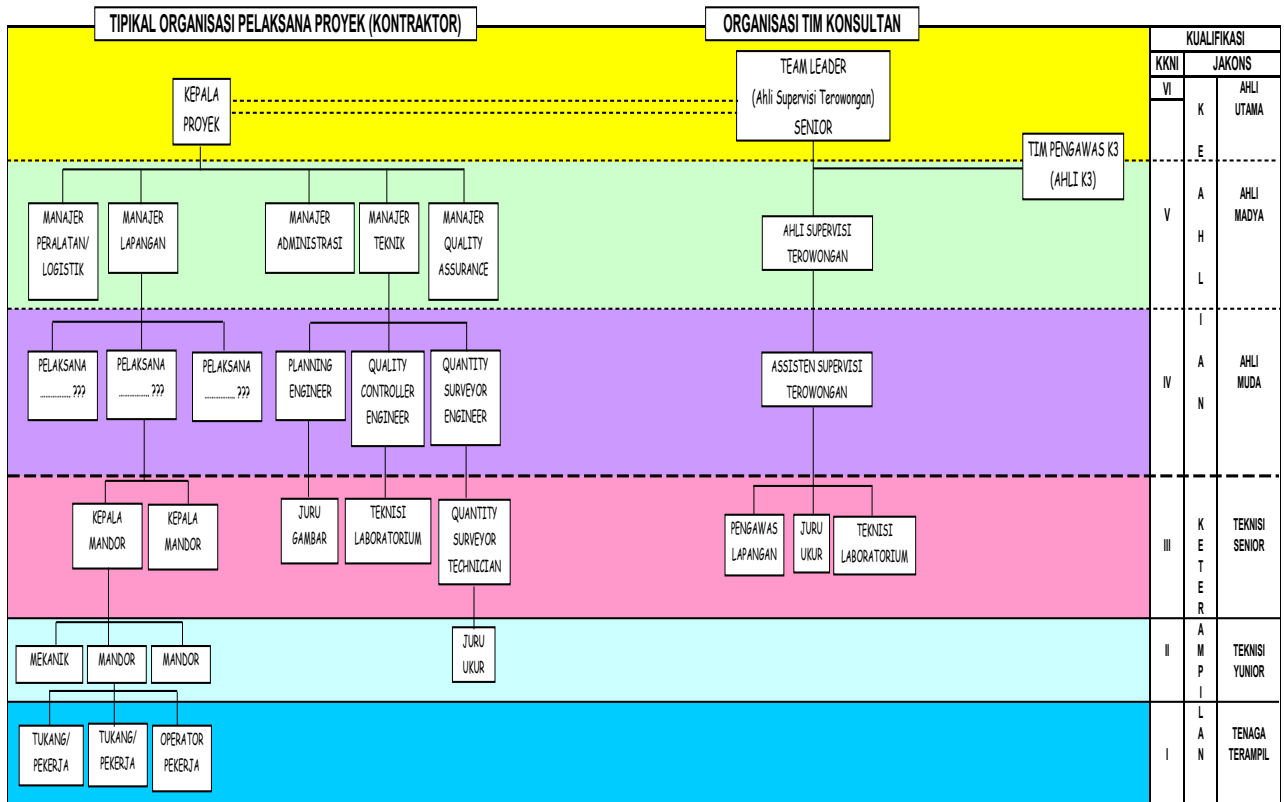 TIPIKAL ORGANISASI PELAKSANA PROYEK (KONTRAKTOR)
ORGANISASI TIM KONSULTAN
KUALIFIKASI
KKNI
JAKONS
KEPALA
PROYEK
TEAM LEADER
(Ahli Supervisi Terowongan)
SENIOR
TIM PENGAWAS K3
(AHLI K3)
VI
AHLI
UTAMA
MANAJER
PERALATAN/
LOGISTIK
MANAJER
LAPANGAN
MANAJER
ADMINISTRASI
MANAJER
TEKNIK
MANAJER
QUALITY
ASSURANCE
AHLI SUPERVISI
TEROWONGAN
V
AHLI
MADYA
PELAKSANA
............... ???
PELAKSANA
............... ???
PELAKSANA
............... ???
PLANNING
ENGINEER
QUALITY
CONTROLLER
ENGINEER
QUANTITY
SURVEYOR
ENGINEER
ASSISTEN SUPERVISI
TEROWONGAN
IV
AHLI
MUDA
K
E
A
H
L
I
A
N
KEPALA
MANDOR
KEPALA
MANDOR
JURU
GAMBAR
TEKNISI
LABORATORIUM
QUANTITY
SURVEYOR
TECHNICIAN
PENGAWAS
LAPANGAN
JURU
UKUR
TEKNISI
LABORATORIUM
III
TEKNISI
SENIOR
MEKANIK
MANDOR
MANDOR
JURU
UKUR
II
TEKNISI
YUNIOR
TUKANG/
PEKERJA
TUKANG/
PEKERJA
OPERATOR
PEKERJA
I
TENAGA
TERAMPIL
K
E
T
E
R
A
M
P
I
L
A
N